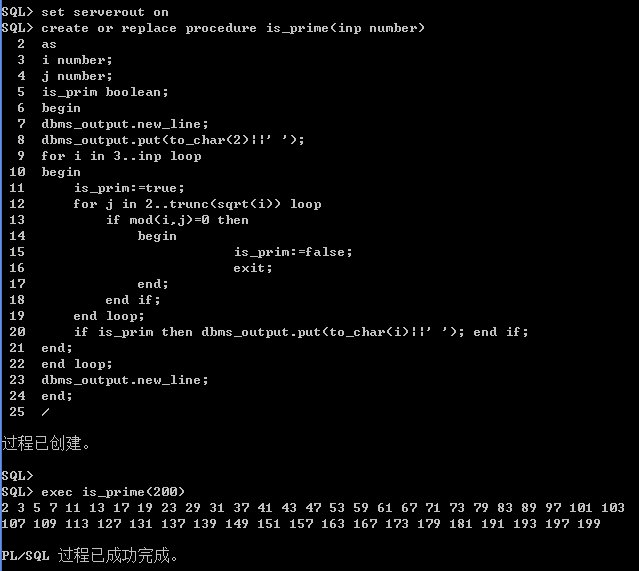 SQL> set serverout on
SQL> create or replace procedure is_prime(inp number)
  2  as
  3  i number;
  4  j number;
  5  is_prim boolean;
  6  begin
  7  dbms_output.new_line;
  8  dbms_output.put(to_char(2)||' ');
  9  for i in 3..inp loop
 10  begin
 11      is_prim:=true;
 12      for j in 2..trunc(sqrt(i)) loop
 13          if mod(i,j)=0 then
 14              begin
 15                          is_prim:=false;
 16                          exit;
 17              end;
 18          end if;
 19      end loop;
 20      if is_prim then dbms_output.put(to_char(i)||' '); end if;
 21  end;
 22  end loop;
 23  dbms_output.new_line;
 24  end;
 25  /
过程已创建。
SQL>
SQL> exec is_prime(200)
2 3 5 7 11 13 17 19 23 29 31 37 41 43 47 53 59 61 67 71 73 79 83 89 97 101 103
107 109 113 127 131 137 139 149 151 157 163 167 173 179 181 191 193 197 199
PL/SQL 过程已成功完成。